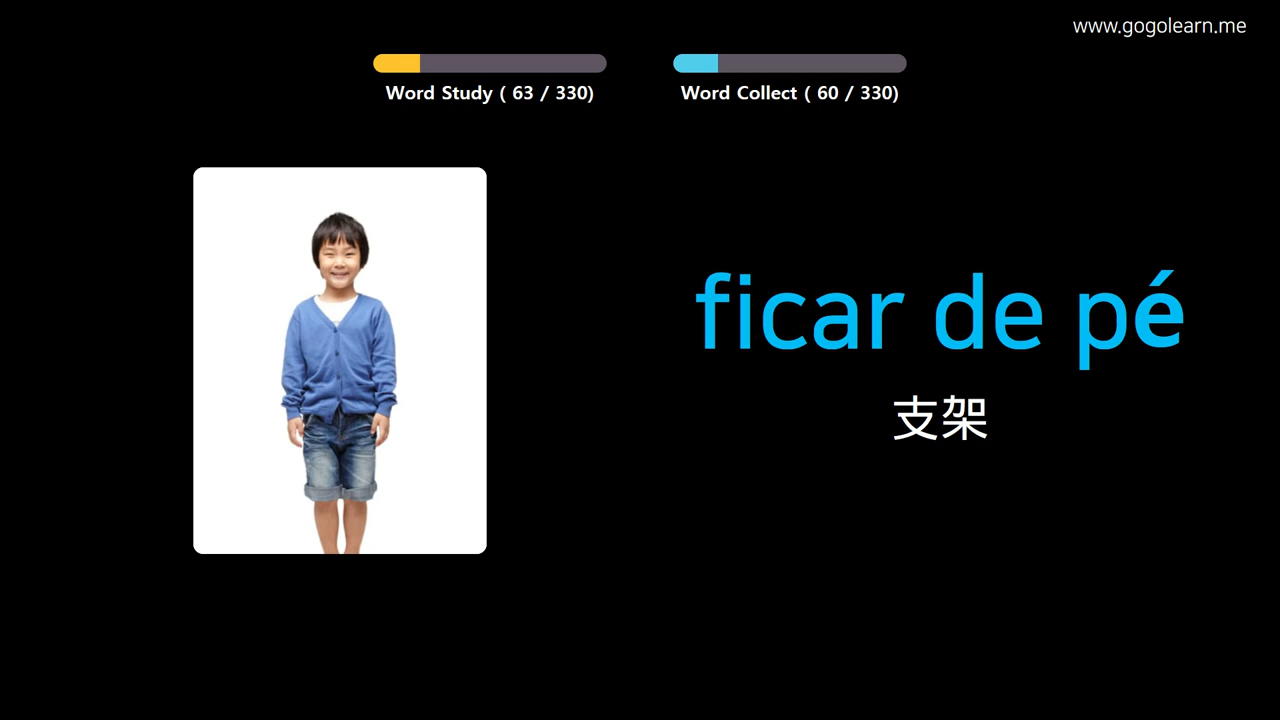 www.gogolearn.me
Word Study ( 63 / 330)
Word Collect ( 60 / 330)
ficar de pé
支架